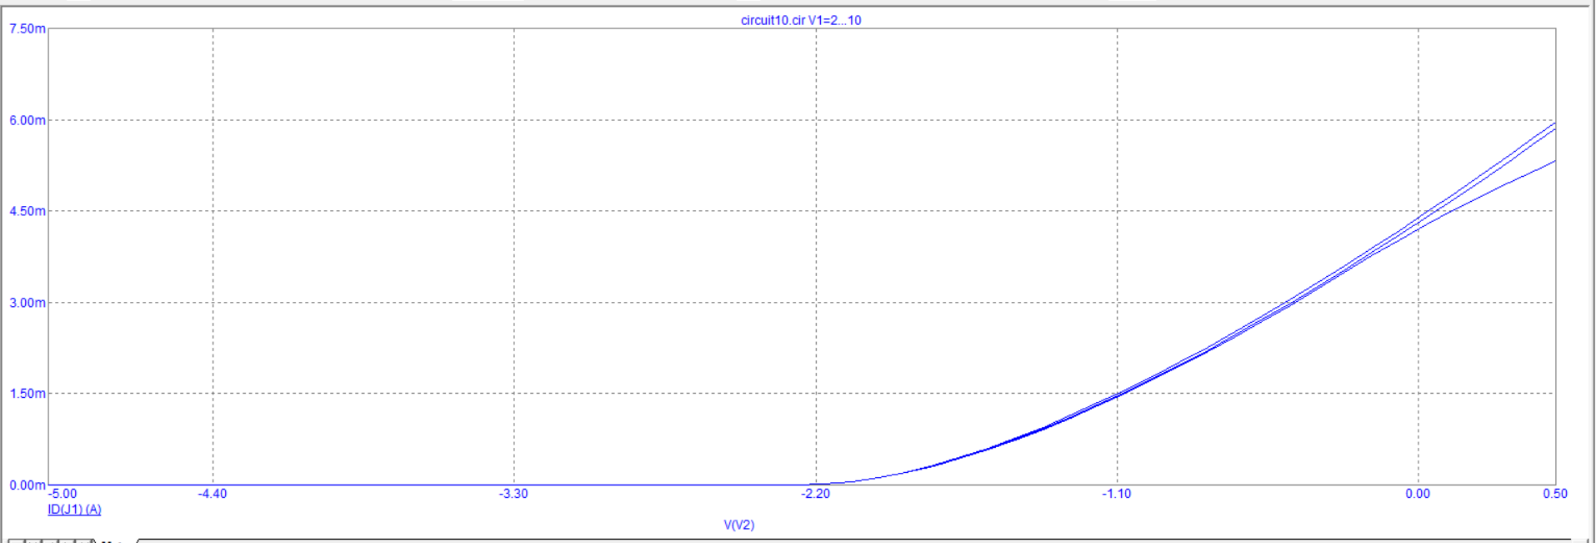 circuit10.cir V1=2...10
7.50m
6.00m
4.50m
3.00m
1.50m
0.00m
-5.00 -4.40 -3.30 -2.20 -1.10 0.00 0.50
ID(J1) (A)
V(V2)